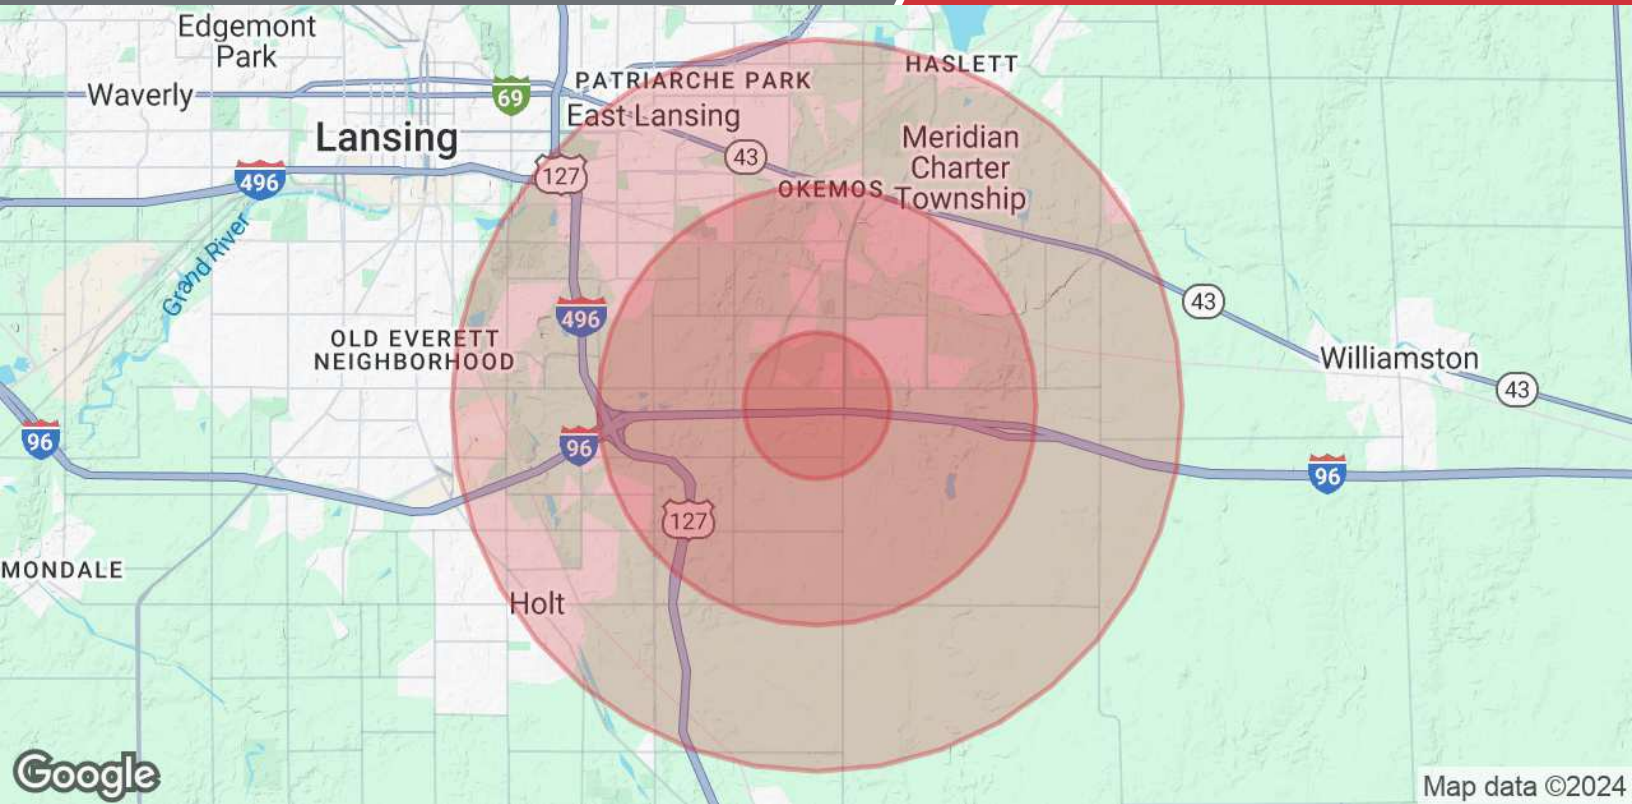 Edgemont
Park
Waverly
69
PATRIARCHE PARK
HASLETT
East Lansing
Lansing
43
Meridian
Charter
Township
496
127
OKEMOS
Grand River
43
496
OLD EVERETT
NEIGHBORHOOD
Williamston
43
96
96
96
127
MONDALE
Holt
Google
Map data ©2024